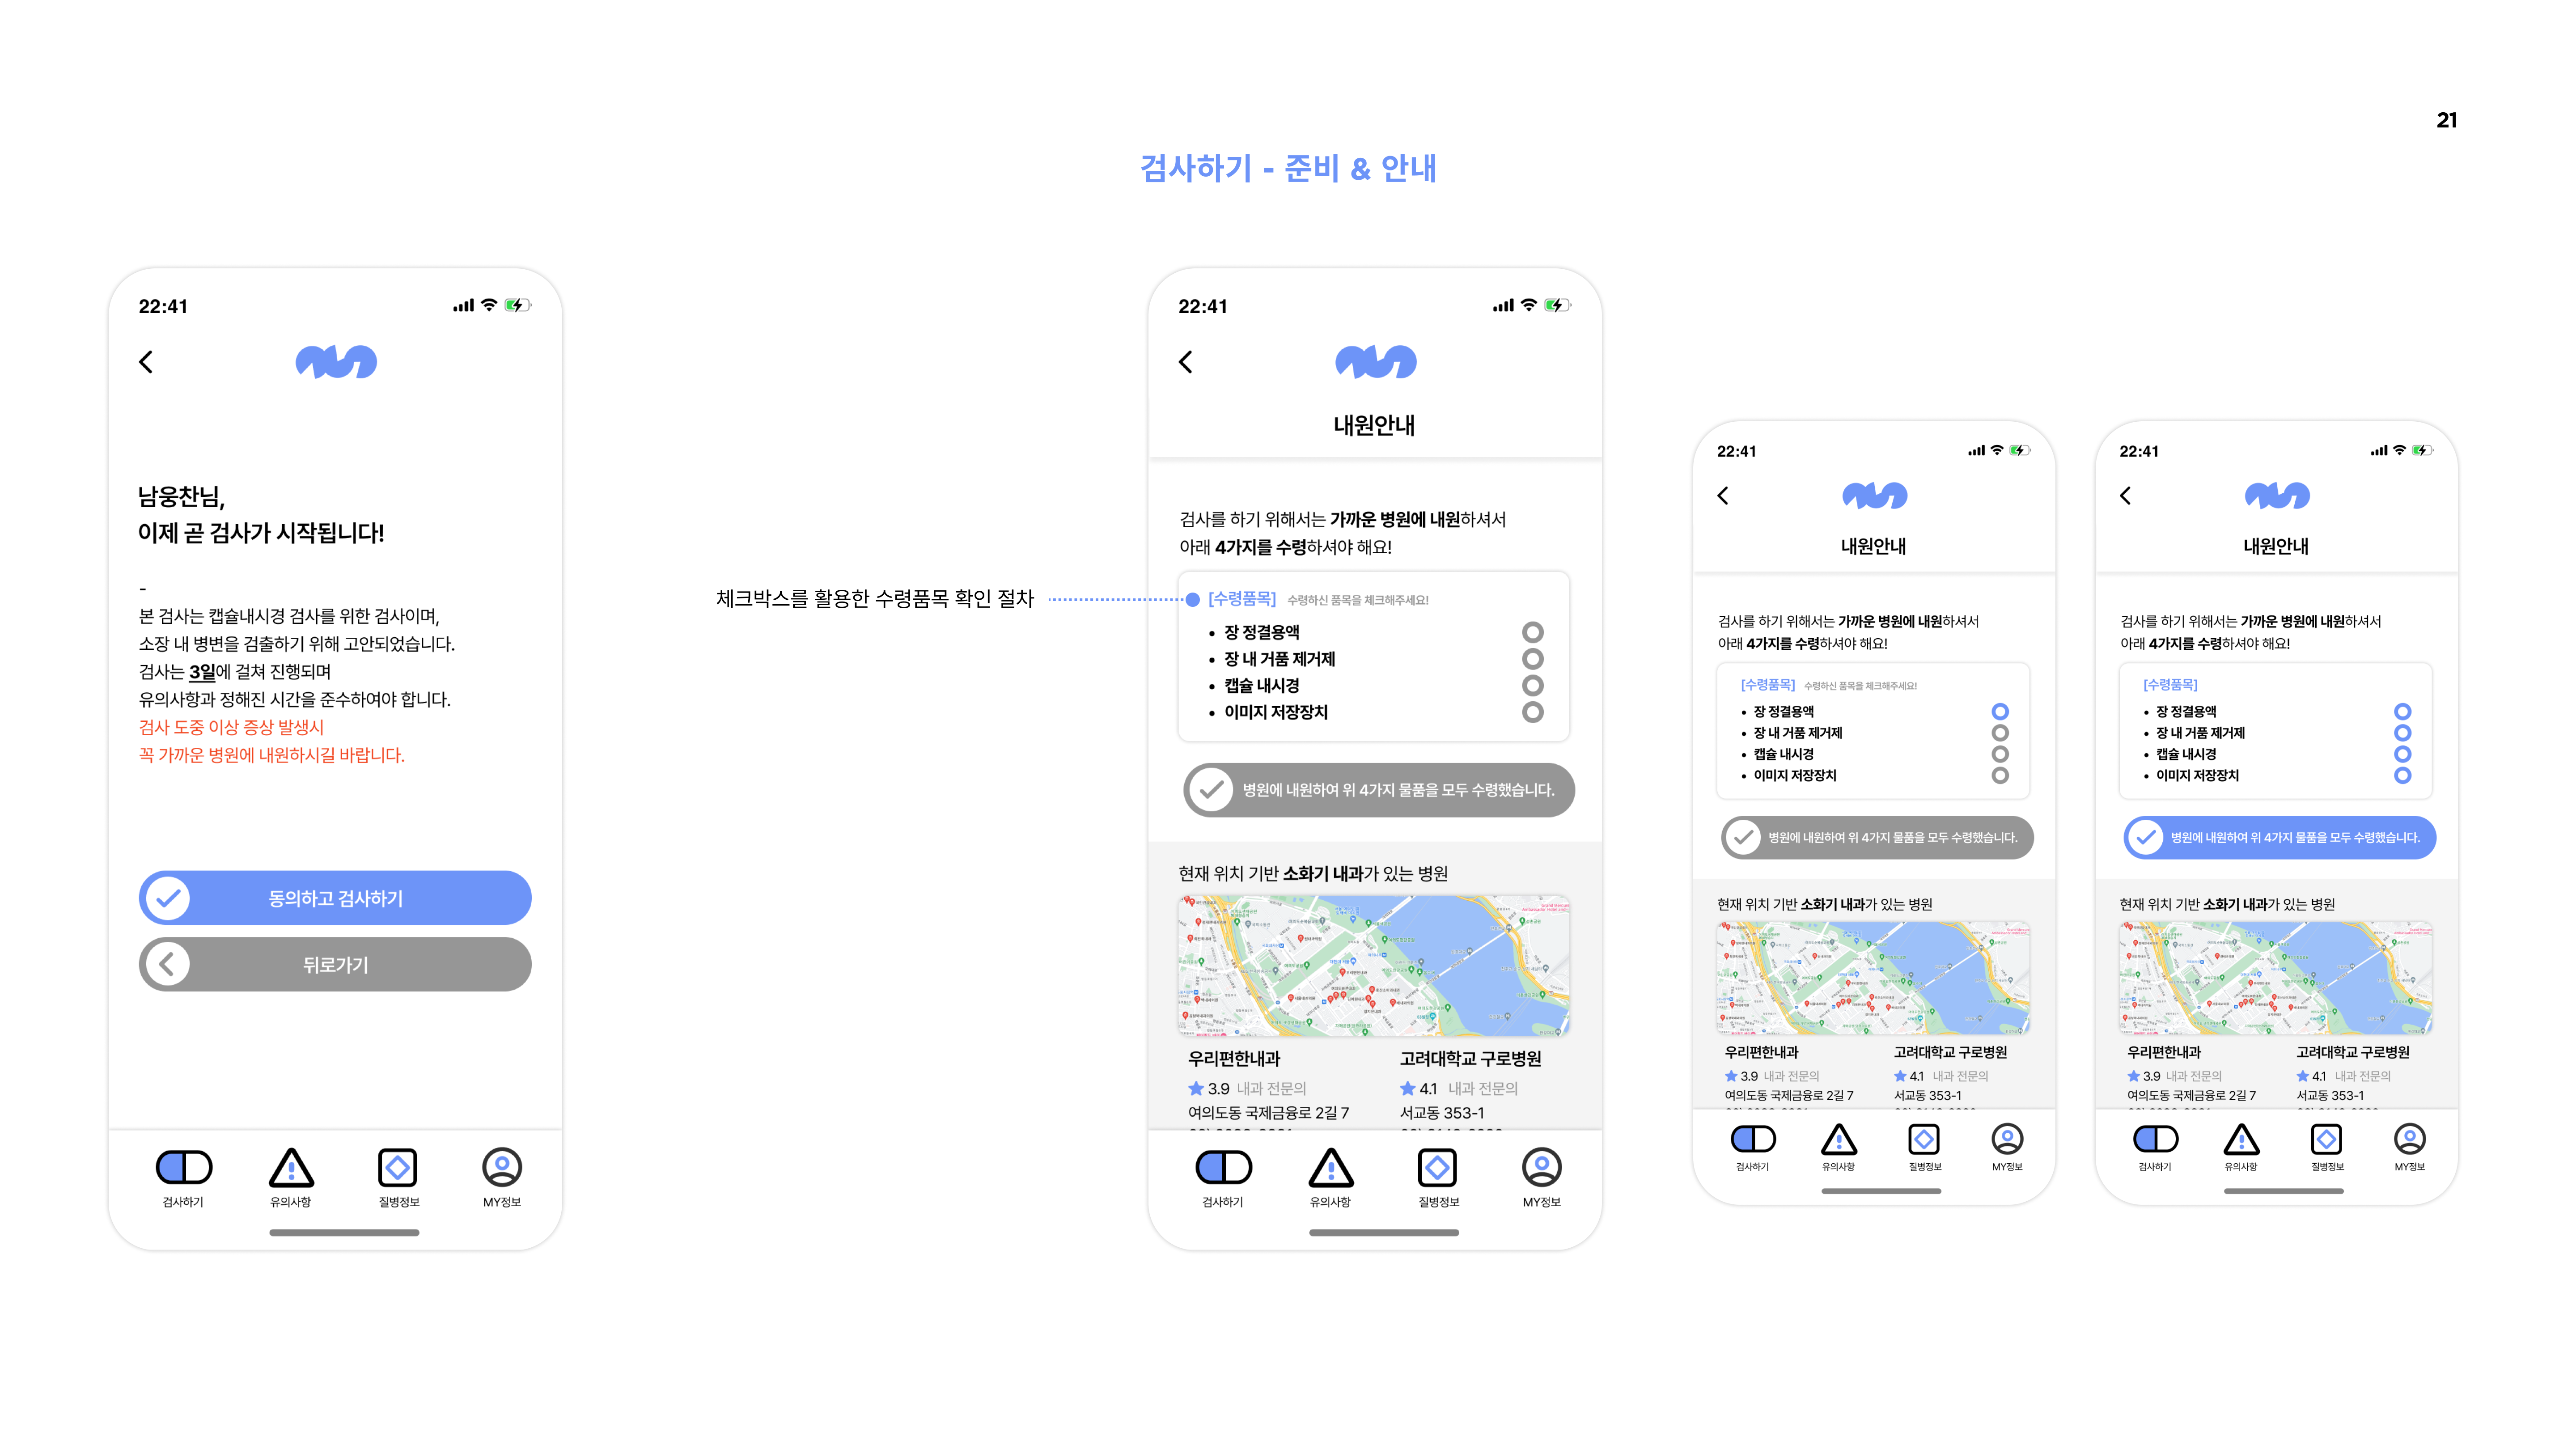 21
검사하기 - 준비 & 안내
22:41
남웅찬님,
이제 곧 검사가 시작됩니다!
-
본 검사는 캡슐내시경 검사를 위한 검사이며,
소장 내 병변을 검출하기 위해 고안되었습니다.
검사는 3일에 걸쳐 진행되며
유의사항과 정해진 시간을 준수하여야 합니다.
검사 도중 이상 증상 발생시
꼭 가까운 병원에 내원하시길 바랍니다.
동의하고 검사하기
뒤로가기
검사하기 유의사항 질병정보 MY정보
체크박스를 활용한 수령품목 확인 절차
22:41
내원안내
검사를 하기 위해서는 가까운 병원에 내원하셔서
아래 4가지를 수령하셔야 해요!
[수령품목] 수령하신 품목을 체크해주세요!
• 장 정결용액
• 장 내 거품 제거제
• 캡슐 내시경
• 이미지 저장장치
병원에 내원하여 위 4가지 물품을 모두 수령했습니다.
현재 위치 기반 소화기 내과가 있는 병원
우리편한내과 고려대학교 구로병원
3.9 내과 전문의 4.1 내과 전문의
여의도동 국제금융로 2길 7 서교동 353-1
검사하기 유의사항 질병정보 MY정보
22:41
내원안내
검사를 하기 위해서는 가까운 병원에 내원하셔서
아래 4가지를 수령하셔야 해요!
[수령품목] 수령하신 품목을 체크해주세요!
• 장 정결용액
• 장 내 거품 제거제
• 캡슐 내시경
• 이미지 저장장치
병원에 내원하여 위 4가지 물품을 모두 수령했습니다.
현재 위치 기반 소화기 내과가 있는 병원
우리편한내과 고려대학교 구로병원
3.9 내과 전문의 4.1 내과 전문의
여의도동 국제금융로 2길 7 서교동 353-1
검사하기 유의사항 질병정보 MY정보
22:41
내원안내
검사를 하기 위해서는 가까운 병원에 내원하셔서
아래 4가지를 수령하셔야 해요!
[수령품목]
• 장 정결용액
• 장 내 거품 제거제
• 캡슐 내시경
• 이미지 저장장치
병원에 내원하여 위 4가지 물품을 모두 수령했습니다.
현재 위치 기반 소화기 내과가 있는 병원
우리편한내과 고려대학교 구로병원
3.9 내과 전문의 4.1 내과 전문의
여의도동 국제금융로 2길 7 서교동 353-1
검사하기 유의사항 질병정보 MY정보